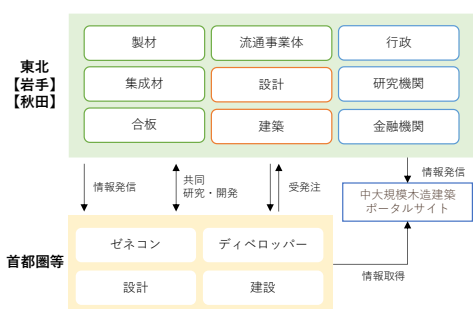 製材
流通事業体
行政
東北
【岩手】
【秋田】
集成材
設計
研究機関
合板
建築
金融機関
情報発信
共同
研究・開発
受発注
情報発信
中大規模木造建築
ポータルサイト
首都圏等
ゼネコン
ディベロッパー
設計
建設
情報取得